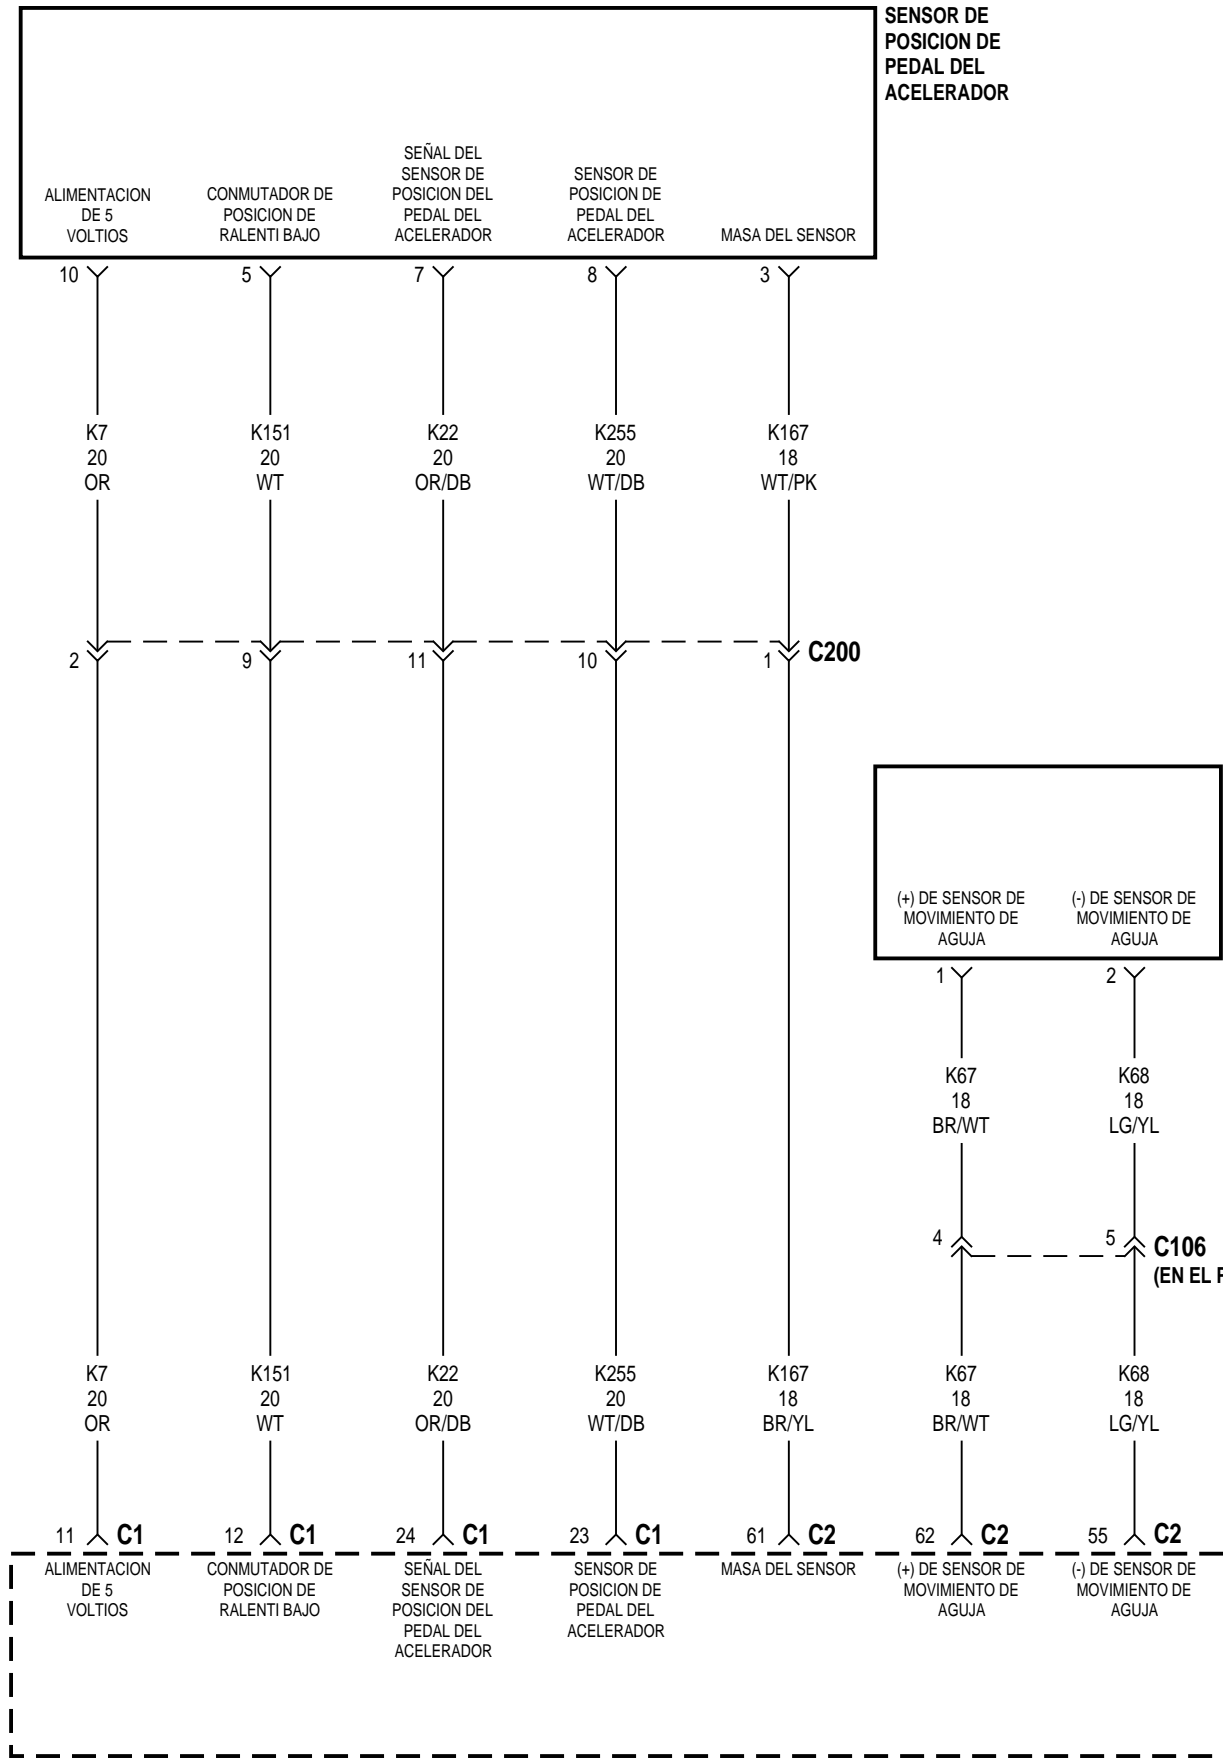 SENSOR DE
POSICION DE
PEDAL DEL
ACELERADOR
ALIMENTACION
DE 5
VOLTIOS
CONMUTADOR DE
POSICION DE
RALENTI BAJO
SEÑAL DEL
SENSOR DE
POSICION DEL
PEDAL DEL
ACELERADOR
SENSOR DE
POSICION DE
PEDAL DEL
ACELERADOR
MASA DEL SENSOR
10 5 7 8 3
K7
20
OR
K151
20
WT
K22
20
OR/DB
K255
20
WT/DB
K167
18
WT/PK
2 9 11 10 1 C200
(+) DE SENSOR DE
MOVIMIENTO DE
AGUJA
(-) DE SENSOR DE
MOVIMIENTO DE
AGUJA
1 2
K67
18
BR/WT
K68
18
LG/YL
4 5 C106
(EN EL
K7
20
OR
K151
20
WT
K22
20
OR/DB
K255
20
WT/DB
K167
18
BR/YL
K67
18
BR/WT
K68
18
LG/YL
11 C1 12 C1 24 C1 23 C1 61 C2 62 C2 55 C2
ALIMENTACION
DE 5
VOLTIOS
CONMUTADOR DE
POSICION DE
RALENTI BAJO
SEÑAL DEL
SENSOR DE
POSICION DEL
PEDAL DEL
ACELERADOR
SENSOR DE
POSICION DE
PEDAL DEL
ACELERADOR
MASA DEL SENSOR
(+) DE SENSOR DE
MOVIMIENTO DE
AGUJA
(-) DE SENSOR DE
MOVIMIENTO DE
AGUJA